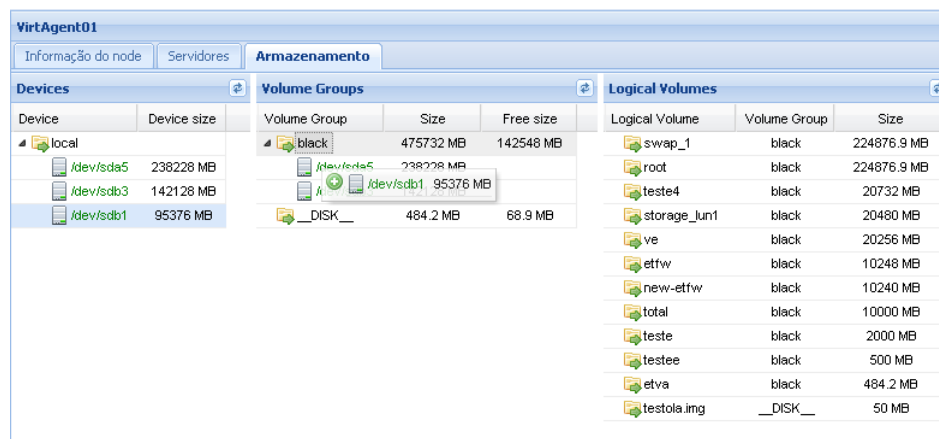 VirtAgent01
Informação do node Servidores Armazenamento
Devices Volume Groups Logical Volumes
Device Device size Volume Group Size Free size Logical Volume Volume Group Size
local black 475732 MB 142548 MB swap_1 black 224876.9 MB
/dev/sda5 238228 MB /dev/sda5 238228 MB root black 224876.9 MB
/dev/sdb3 142128 MB /dev/sdb1 95376 MB teste4 black 20732 MB
/dev/sdb1 95376 MB __DISK__ 484.2 MB 68.9 MB storage_lun1 black 20480 MB
ve black 20256 MB
etfw black 10248 MB
new-etfw black 10240 MB
total black 10000 MB
teste black 2000 MB
testee black 500 MB
etva black 484.2 MB
testola.img __DISK__ 50 MB